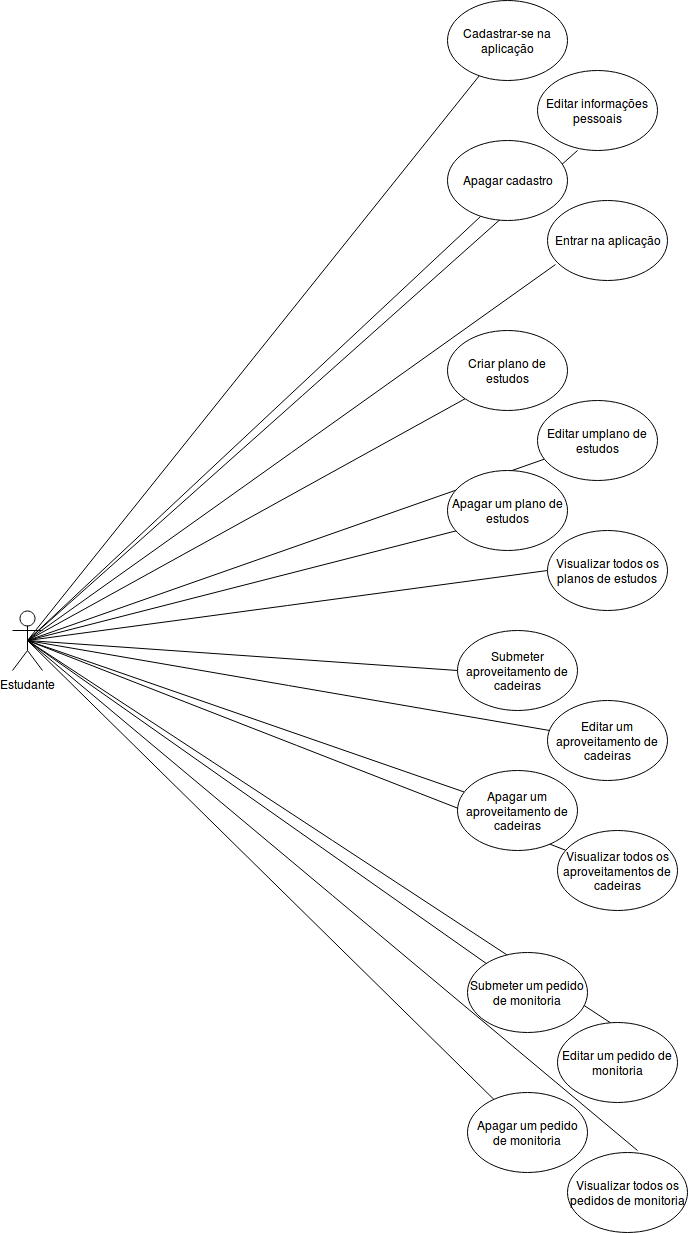 Cadastrar-se na
aplicação
Editar informações
pessoais
Apagar cadastro
Entrar na aplicação
Criar plano de
estudos
Editar umplano de
estudos
Apagar um plano de
estudos
Visualizar todos os
planos de estudos
Estudante
Submeter
aproveitamento de
cadeiras
Editar um
aproveitamento de
cadeiras
Apagar um
aproveitamento de
cadeiras
Visualizar todos os
aproveitamentos de
cadeiras
Submeter um pedido
de monitoria
Editar um pedido de
monitoria
Apagar um pedido
de monitoria
Visualizar todos os
pedidos de monitoria